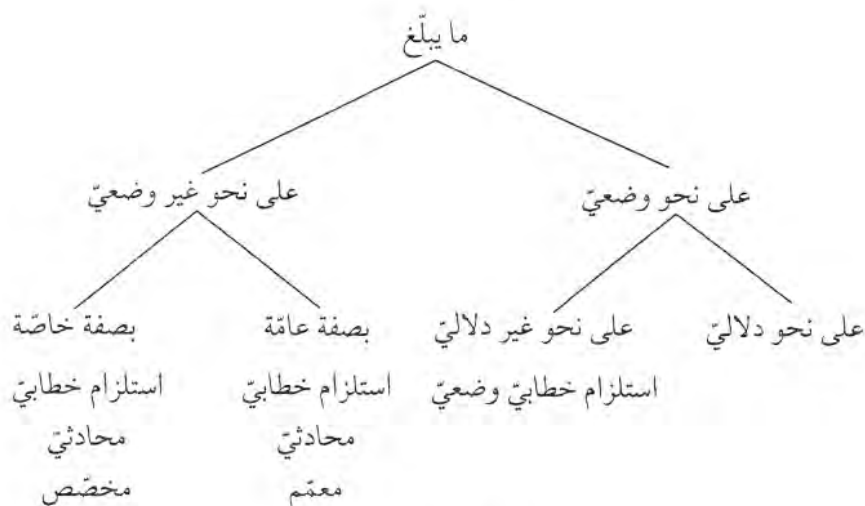 ما يبلّغ
على نحو وضعيّ
على نحو غير وضعيّ
على نحو دلاليّ
على نحو غير دلاليّ
استلزام خطابيّ وضعيّ
بصفة عامّة
استلزام خطابيّ
محادثيّ
معمّم
بصفة خاصّة
استلزام خطابيّ
محادثيّ
مخصّص